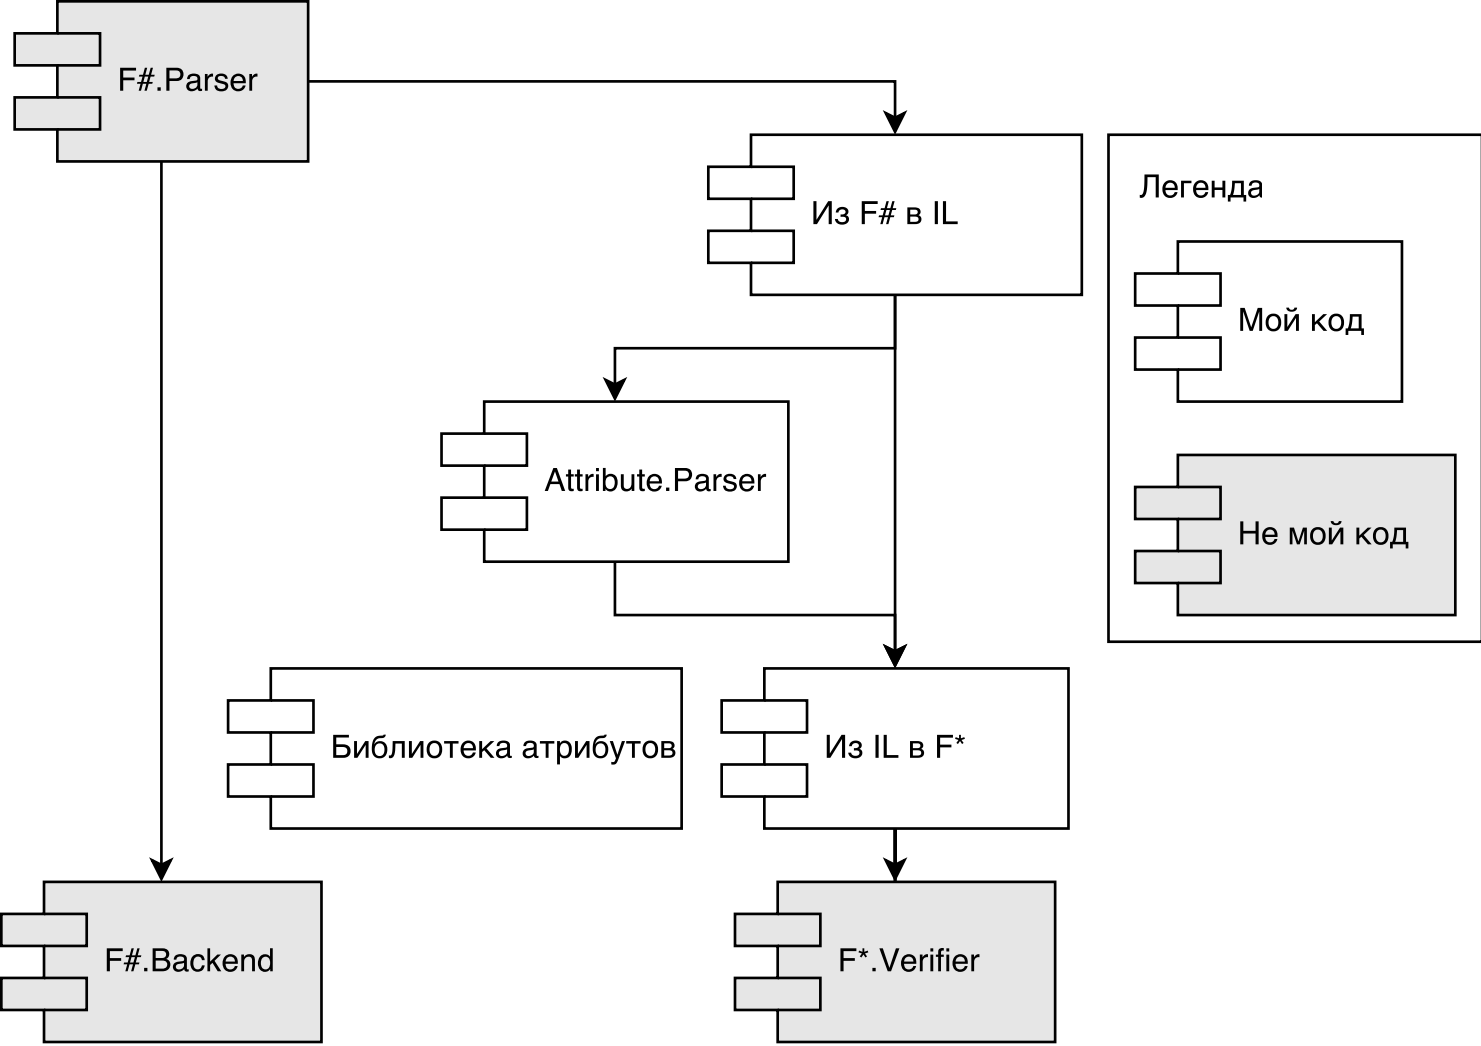 F#.Parser
Из F# в IL
Легенда
Мой код
Attribute.Parser
Не мой код
Библиотека атрибутов
Из IL в F*
F#.Backend
F*.Verifier